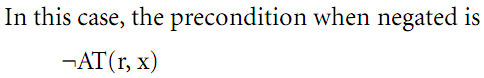 In this case, the precondition when negated is
¬AT(r, x)